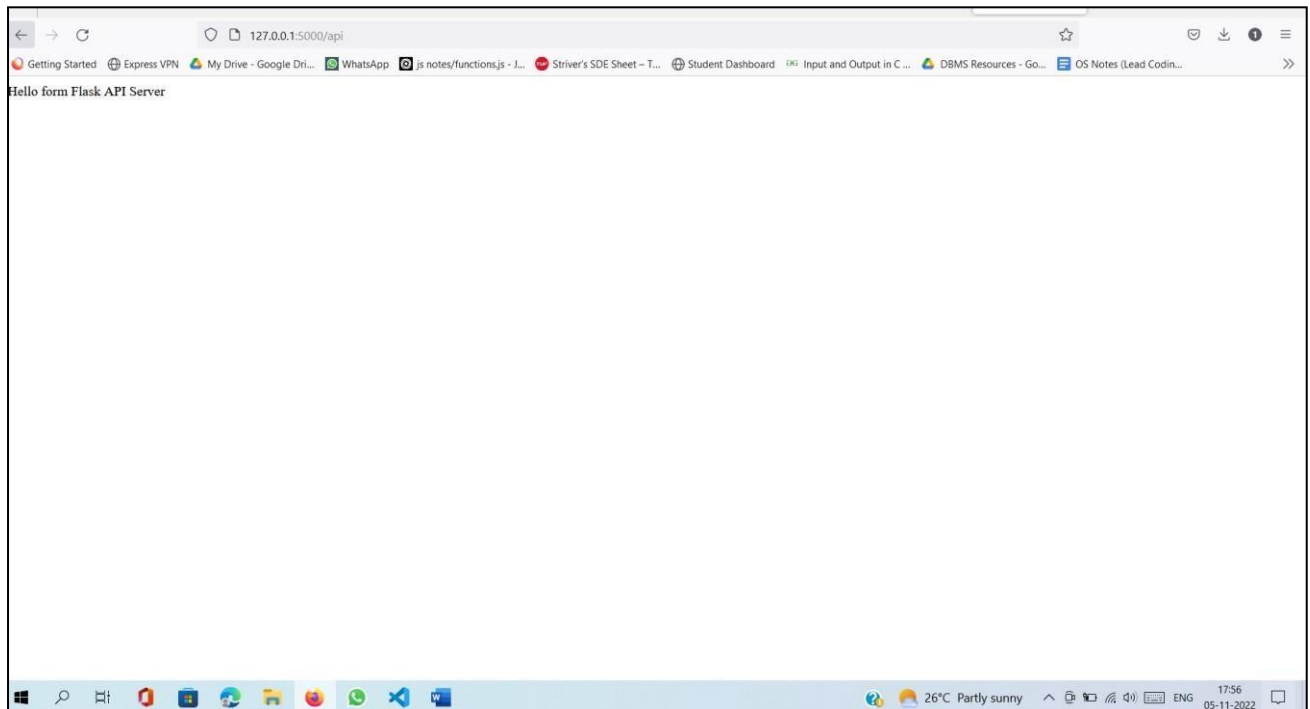 127.0.0.1:5000/api
1
Getting Started Express VPN My Drive - Google Dri... WhatsApp js notes/functions.js - J... Striver's SDE Sheet – T... Student Dashboard Input and Output in C ... DBMS Resources - Go... OS Notes (Lead Codin...
Hello form Flask API Server
26°C Partly sunny ENG 17:56
05-11-2022